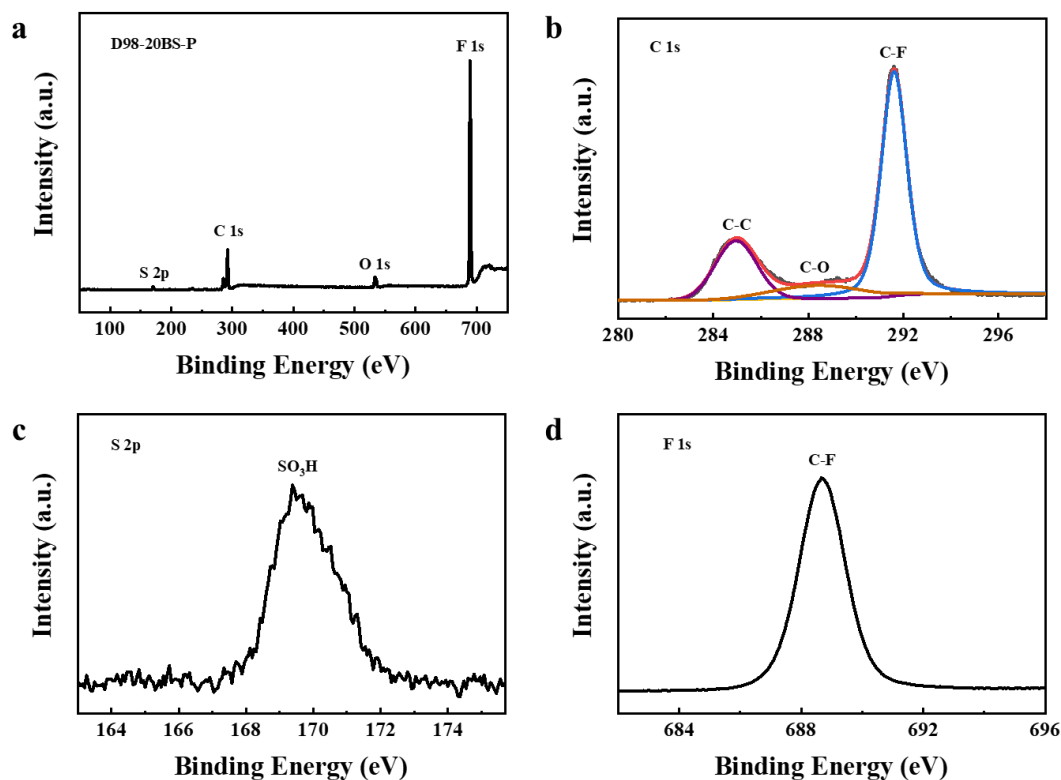 a
D98-20BS-P
F 1s
C 1s
S 2p
O 1s
Intensity (a.u.)
100 200 300 400 500 600 700
Binding Energy (eV)
b
C 1s
C-F
C-C
C-O
Intensity (a.u.)
280 284 288 292 296
Binding Energy (eV)
c
S 2p
SO₃H
Intensity (a.u.)
164 166 168 170 172 174
Binding Energy (eV)
d
F 1s
C-F
Intensity (a.u.)
684 688 692 696
Binding Energy (eV)